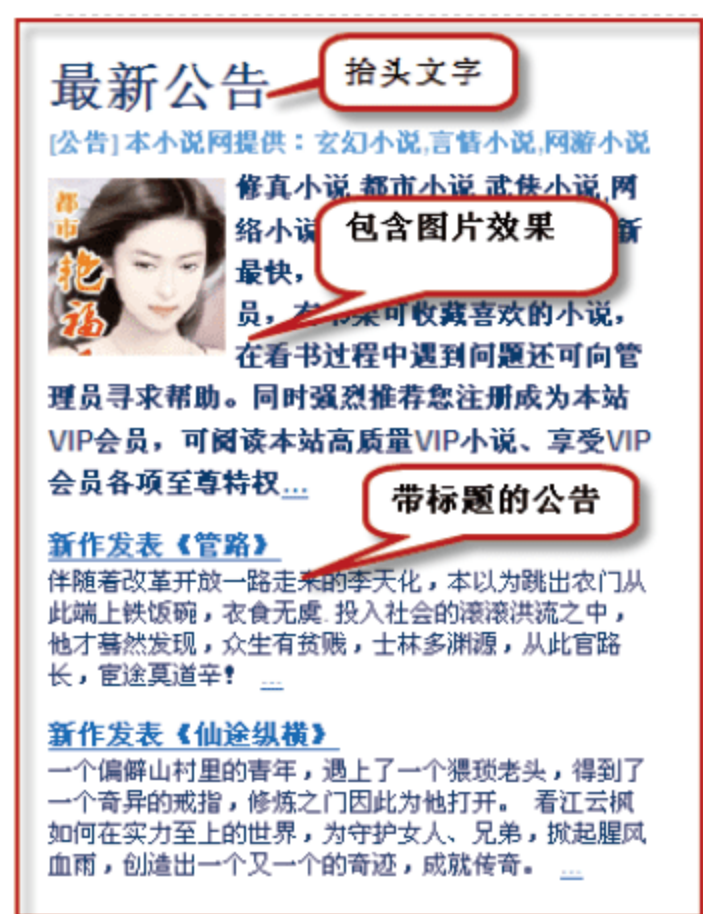 最新公告
抬头文字
[公告] 本小说网提供：玄幻小说,言情小说,网游小说
都市
艳福
修真小说,都市小说,武侠小说,网
络小说
包含图片效果
新
最快，
员，有书架可收藏喜欢的小说，
在看书过程中遇到问题还可向管
理员寻求帮助。同时强烈推荐您注册成为本站
VIP会员，可阅读本站高质量VIP小说、享受VIP
会员各项至尊特权...
带标题的公告
新作发表《管路》
伴随着改革开放一路走来的李天化，本以为跳出农门从
此端上铁饭碗，衣食无虞.投入社会的滚滚洪流之中，
他才蓦然发现，众生有贫贱，士林多渊源，从此官路
长，宦途莫道辛！ ...
新作发表《仙途纵横》
一个偏僻山村里的青年，遇上了一个猥琐老头，得到了
一个奇异的戒指，修炼之门因此为他打开。 看江云枫
如何在实力至上的世界，为守护女人、兄弟，掀起腥风
血雨，创造出一个又一个的奇迹，成就传奇。 ...